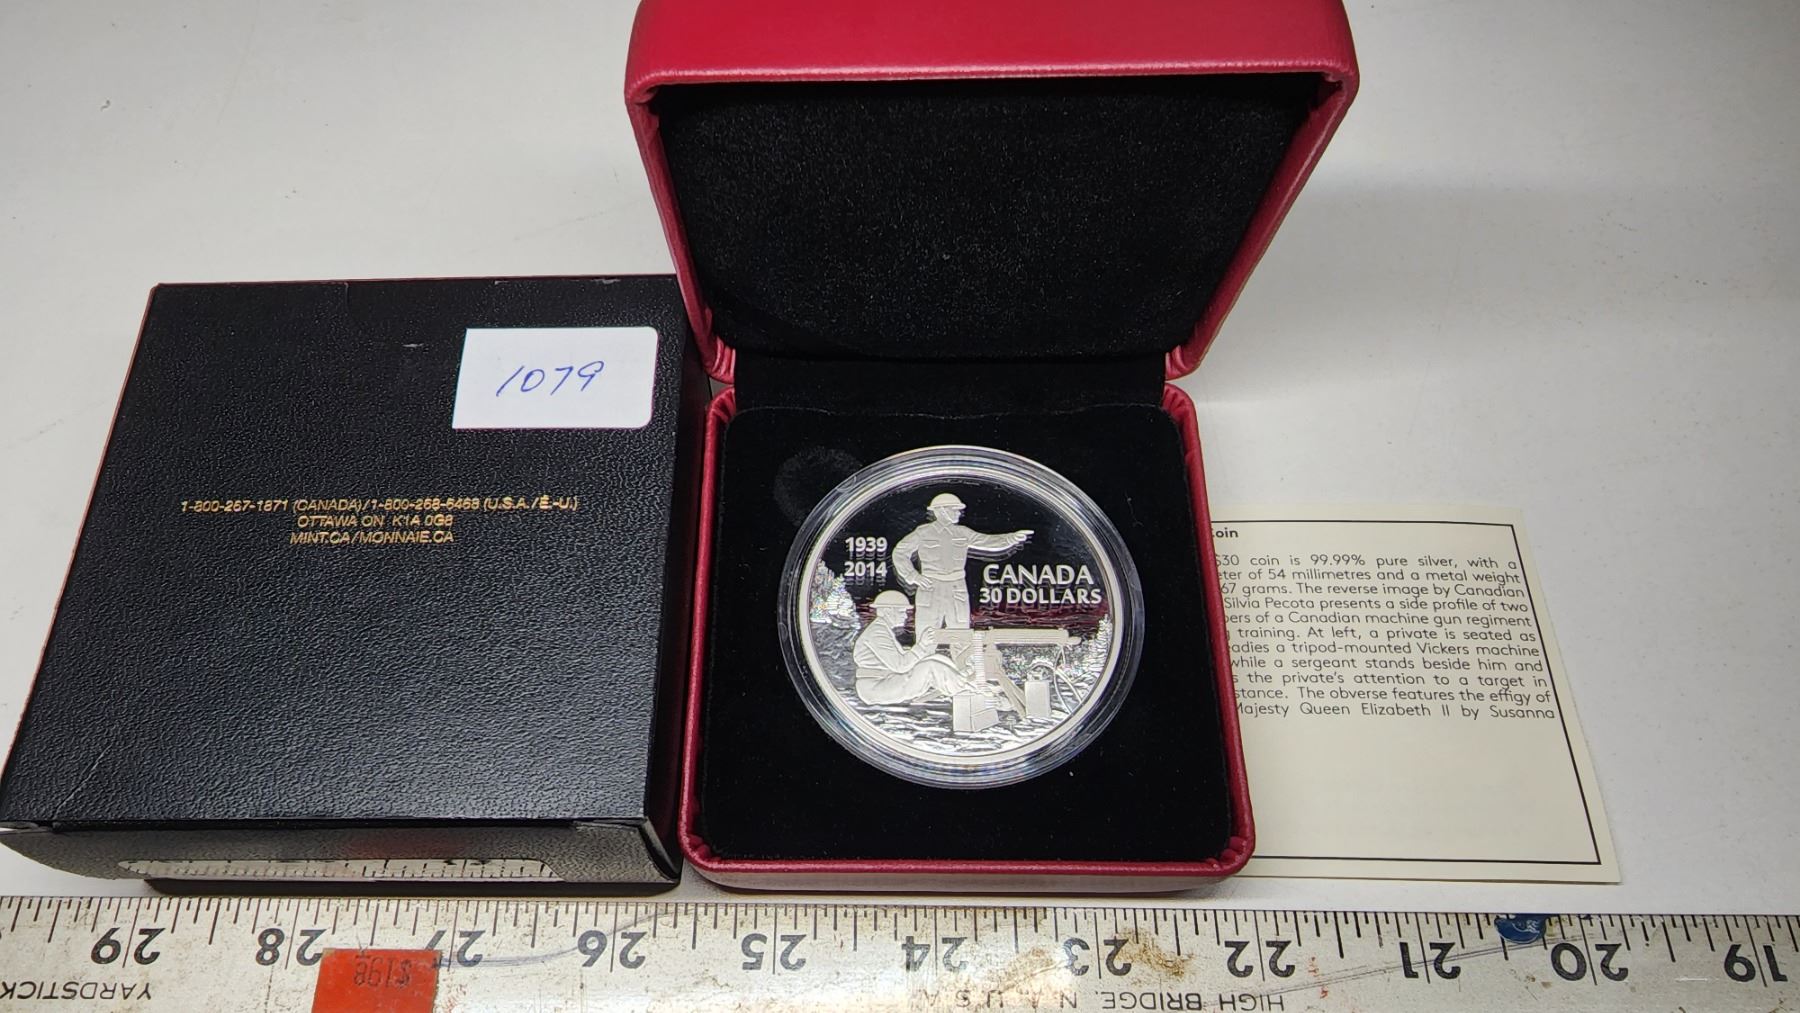 1079
1-800-267-1871 (CANADA)/1-800-268-6468 (U.S.A./É.-U.)
OTTAWA ON K1A 0G8
MINT.CA/MONNAIE.CA
1939
2014
CANADA
30 DOLLARS
oin
$30 coin is 99.99% pure silver, with a
ter of 54 millimetres and a metal weight
67 grams. The reverse image by Canadian
Silvia Pecota presents a side profile of two
bers of a Canadian machine gun regiment
g training. At left, a private is seated as
eadies a tripod-mounted Vickers machine
while a sergeant stands beside him and
s the private's attention to a target in
stance. The obverse features the effigy of
Majesty Queen Elizabeth II by Susanna
29 28 27 26 25 24 23 22 21 20 19
$1.98
YARDSTICK
HIGH BRIDGE, N.J. U.S.A.